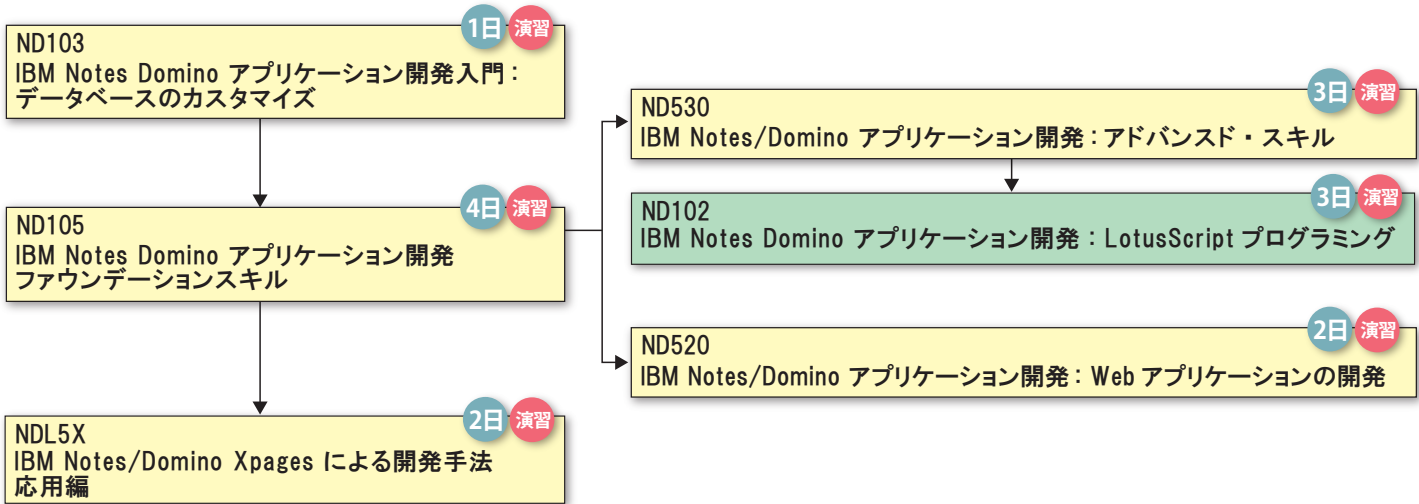 1日 演習
ND103
IBM Notes Domino アプリケーション開発入門：
データベースのカスタマイズ
4日 演習
ND105
IBM Notes Domino アプリケーション開発
ファウンデーションスキル
2日 演習
NDL5X
IBM Notes/Domino Xpages による開発手法
応用編
3日 演習
ND530
IBM Notes/Domino アプリケーション開発：アドバンスド・スキル
3日 演習
ND102
IBM Notes Domino アプリケーション開発：LotusScript プログラミング
2日 演習
ND520
IBM Notes/Domino アプリケーション開発：Web アプリケーションの開発